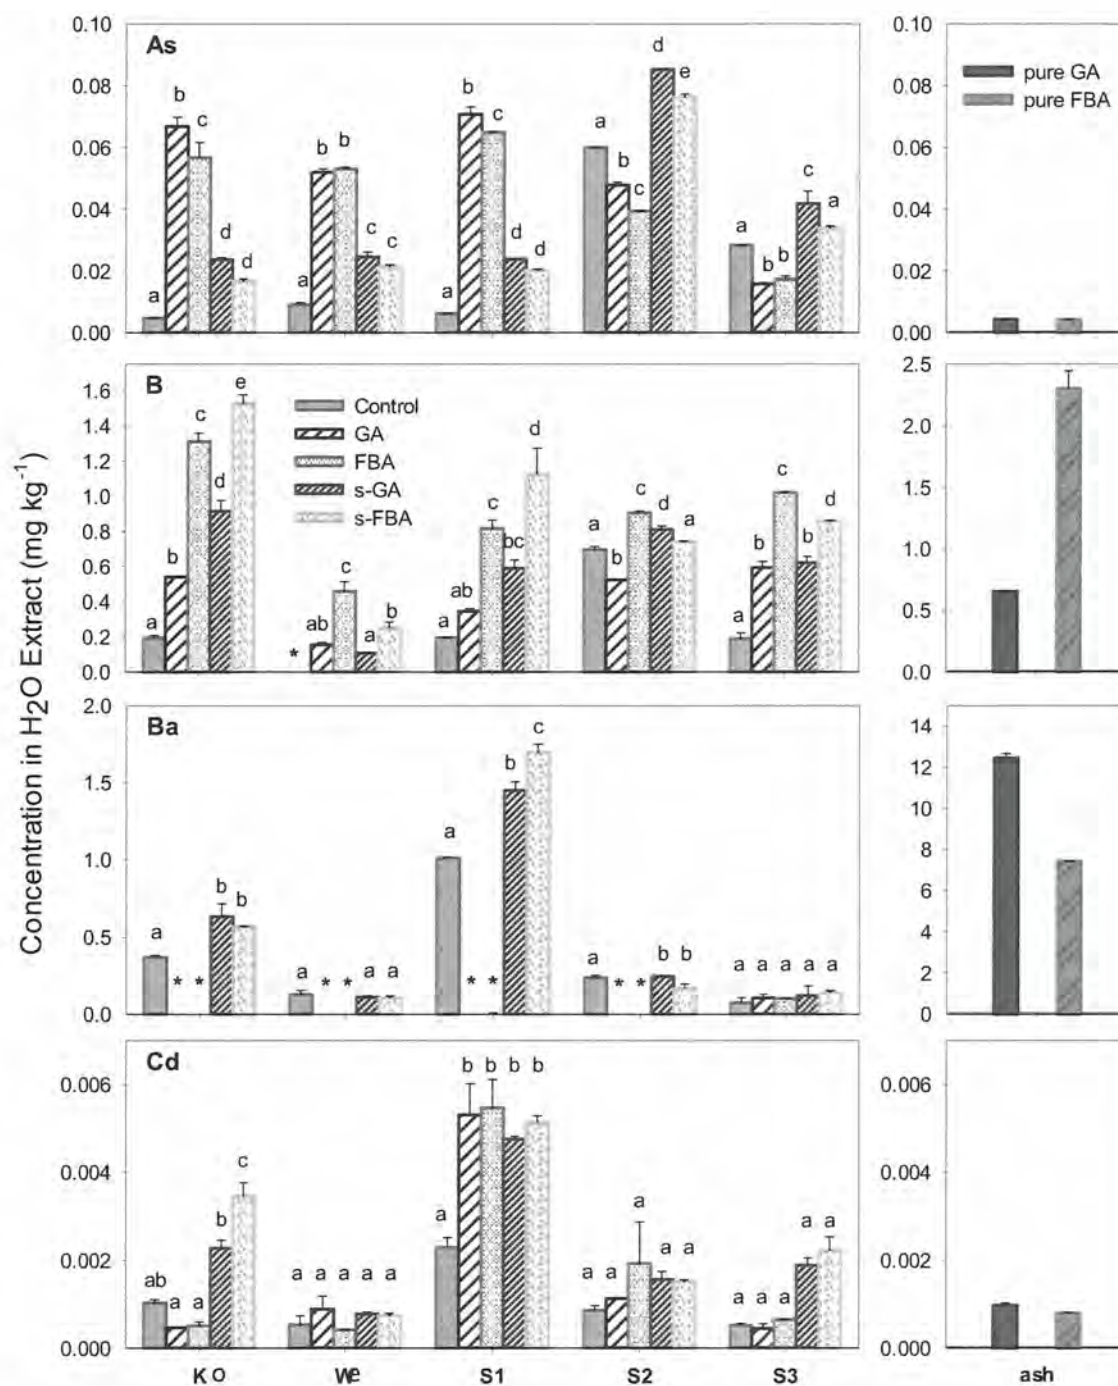 Concentration in H2O Extract (mg kg-1)
As
0.10
0.08
0.06
0.04
0.02
0.00
a b c d d
a b b c c
a b c d d
a b c d e
a b b c a
0.10
0.08
0.06
0.04
0.02
0.00
pure GA
pure FBA
B
1.6
1.4
1.2
1.0
0.8
0.6
0.4
0.2
0.0
Control
GA
FBA
s-GA
s-FBA
a b c d e
* ab c a b
a ab c bc d
a b c d a
a b c b d
2.5
2.0
1.5
1.0
0.5
0.0
Ba
2.0
1.5
1.0
0.5
0.0
a * * b b
a * * a a
a * * b c
a * * b b
a a a a a
14
12
10
8
6
4
2
0
Cd
0.006
0.004
0.002
0.000
ab a a b c
a a a a a
a b b b b
a a a a a
a a a a a
0.006
0.004
0.002
0.000
KO We S1 S2 S3 ash